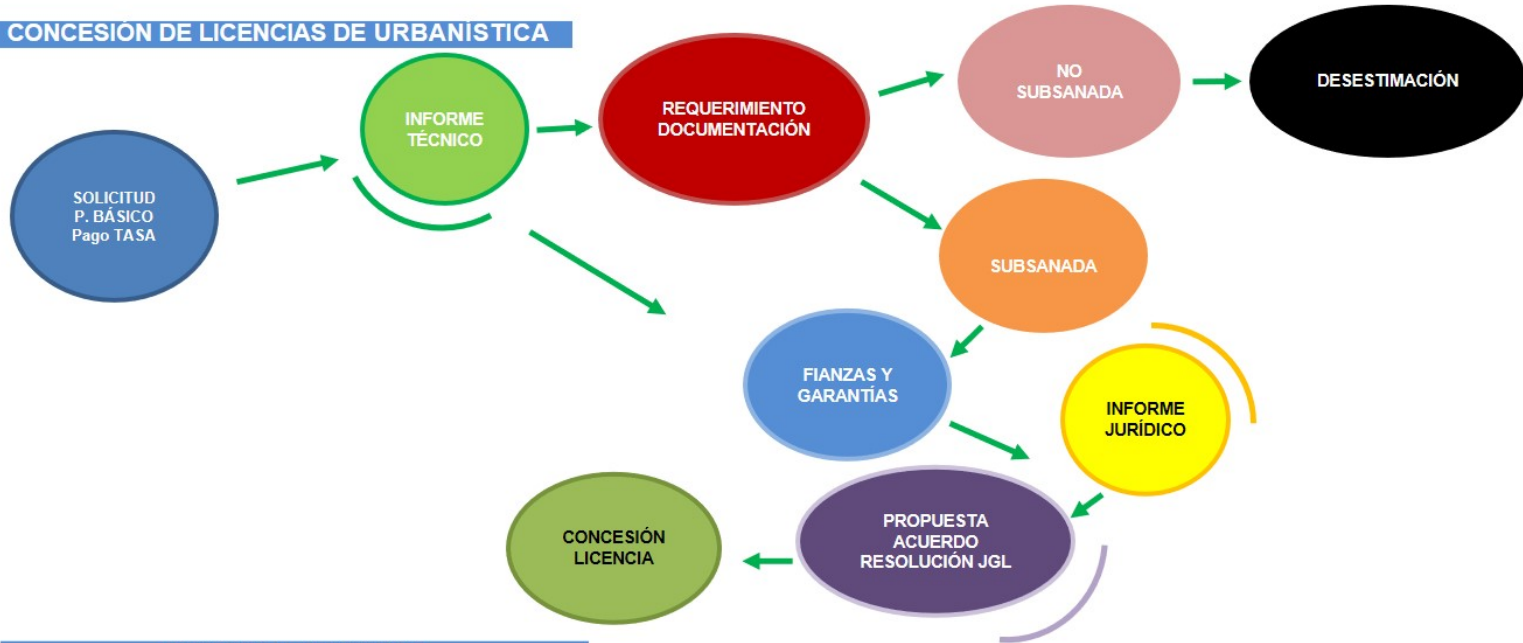 CONCESIÓN DE LICENCIAS DE URBANÍSTICA
SOLICITUD
P. BÁSICO
Pago TASA
INFORME
TÉCNICO
REQUERIMIENTO
DOCUMENTACIÓN
NO
SUBSANADA
DESESTIMACIÓN
SUBSANADA
FIANZAS Y
GARANTÍAS
INFORME
JURÍDICO
PROPUESTA
ACUERDO
RESOLUCIÓN JGL
CONCESIÓN
LICENCIA